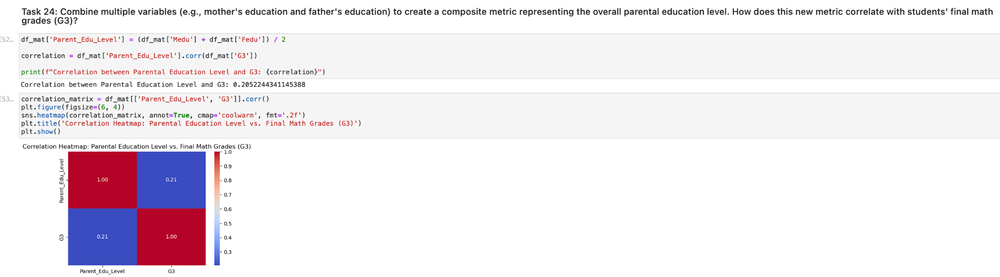 Task 24: Combine multiple variables (e.g., mother's education and father's education) to create a composite metric representing the overall parental education level. How does this new metric correlate with students' final math
grades (G3)?
[52…
df_mat['Parent_Edu_Level'] = (df_mat['Medu'] + df_mat['Fedu']) / 2
correlation = df_mat['Parent_Edu_Level'].corr(df_mat['G3'])
print(f"Correlation between Parental Education Level and G3: {correlation}")
Correlation between Parental Education Level and G3: 0.2052244341145388
[53…
correlation_matrix = df_mat[['Parent_Edu_Level', 'G3']].corr()
plt.figure(figsize=(6, 4))
sns.heatmap(correlation_matrix, annot=True, cmap='coolwarm', fmt='.2f')
plt.title('Correlation Heatmap: Parental Education Level vs. Final Math Grades (G3)')
plt.show()
Correlation Heatmap: Parental Education Level vs. Final Math Grades (G3)
Parent_Edu_Level
1.00
0.21
G3
0.21
1.00
Parent_Edu_Level
G3
1.0
0.9
0.8
0.7
0.6
0.5
0.4
0.3